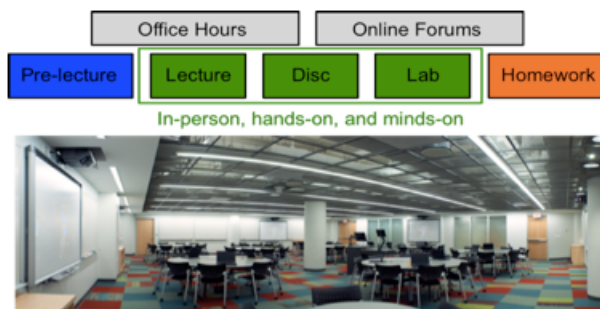 Office Hours Online Forums
Pre-lecture Lecture Disc Lab Homework
In-person, hands-on, and minds-on